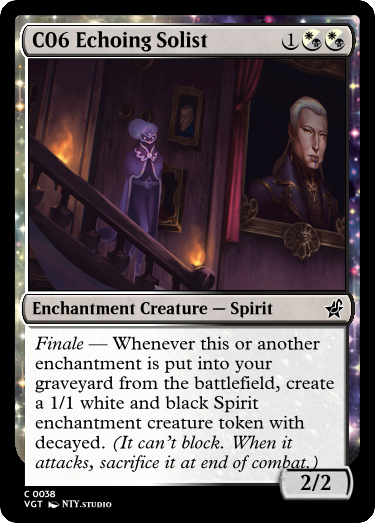 C06 Echoing Solist 1
Enchantment Creature — Spirit
Finale — Whenever this or another
enchantment is put into your
graveyard from the battlefield, create
a 1/1 white and black Spirit
enchantment creature token with
decayed. (It can't block. When it
attacks, sacrifice it at end of combat.)
2/2
C 0038
VGT NTY.STUDIO